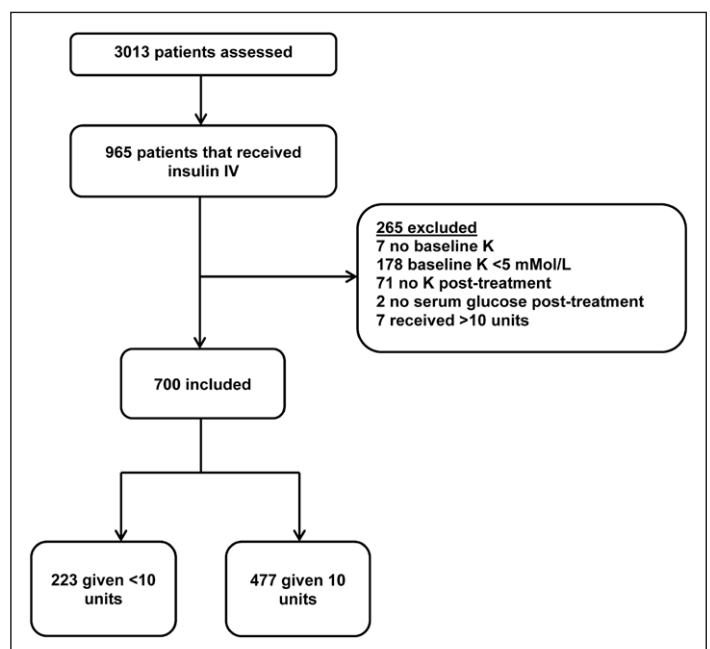 3013 patients assessed
965 patients that received
insulin IV
265 excluded
7 no baseline K
178 baseline K <5 mMol/L
71 no K post-treatment
2 no serum glucose post-treatment
7 received >10 units
700 included
223 given <10
units
477 given 10
units